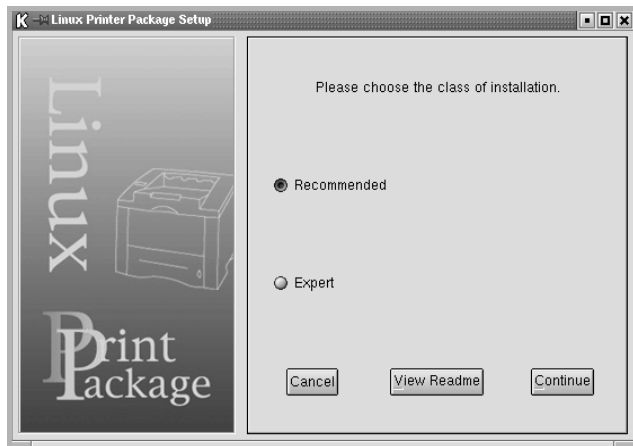 K Linux Printer Package Setup
Linux
Print
Package
Please choose the class of installation.
Recommended
Expert
Cancel
View Readme
Continue